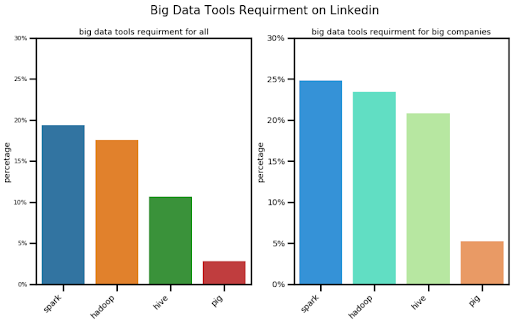 Big Data Tools Requirment on Linkedin
big data tools requirment for all
30%
25%
20%
15%
10%
5%
0%
percetage
spark
hadoop
hive
pig
big data tools requirment for big companies
30%
25%
20%
15%
10%
5%
0%
percetage
spark
hadoop
hive
pig